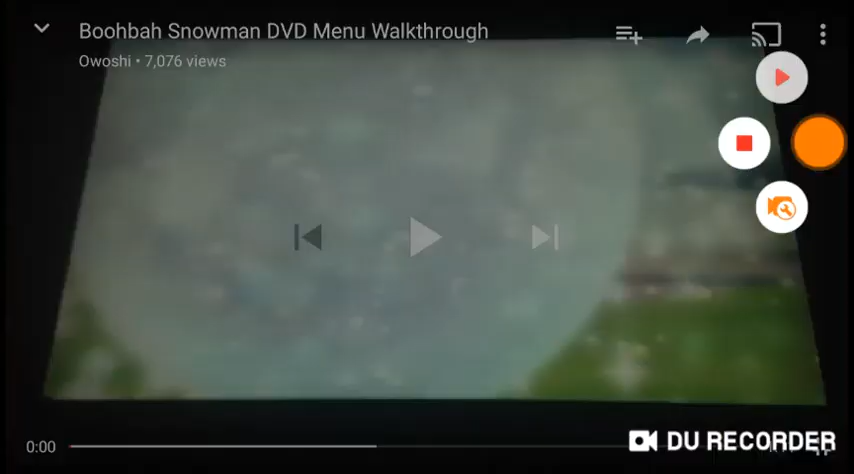 Boohbah Snowman DVD Menu Walkthrough
Owoshi • 7,076 views
0:00
DU RECORDER